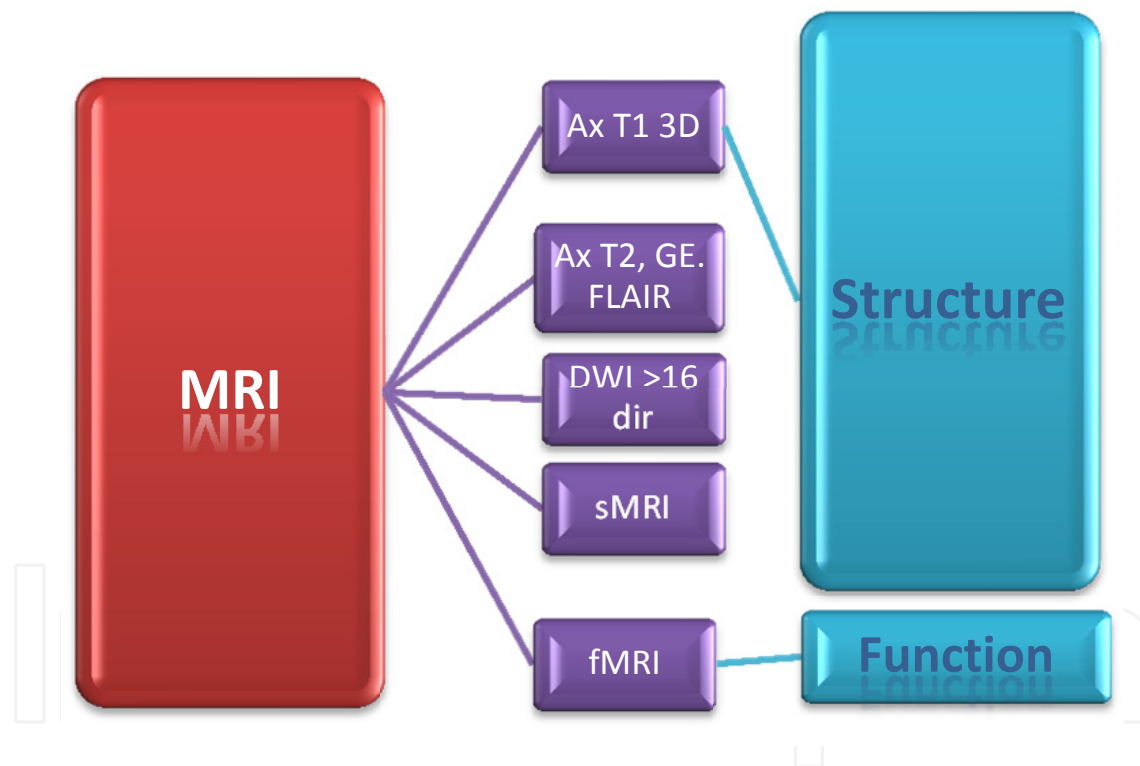 MRI
Ax T1 3D
Ax T2, GE.
FLAIR
DWI >16
dir
sMRI
fMRI
Structure
Function